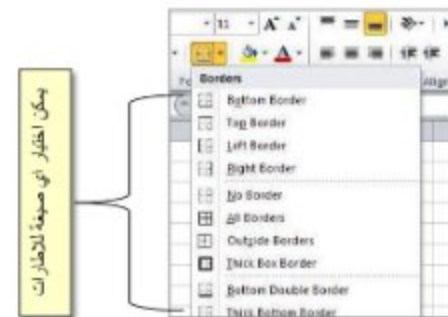 11
Borders
Bottom Border
Top Border
Left Border
Right Border
No Border
All Borders
Outside Borders
Thick Box Border
Bottom Double Border
Thick Bottom Border
يمكن اختيار اي صيغة للاطارات